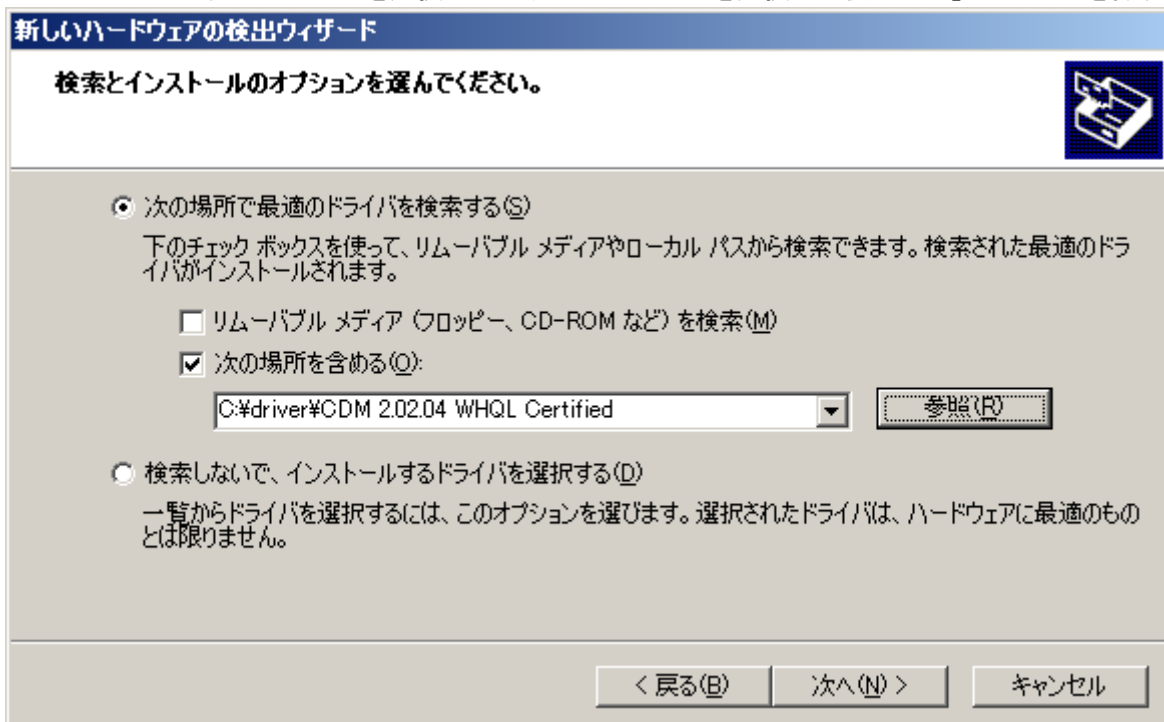 新しいハードウェアの検出ウィザード
検索とインストールのオプションを選んでください。
次の場所で最適のドライバを検索する(S)
下のチェック ボックスを使って、リムーバブル メディアやローカル パスから検索できます。検索された最適のドラ
イバがインストールされます。
リムーバブル メディア (フロッピー、CD-ROM など) を検索(M)
次の場所を含める(O):
C:¥driver¥CDM 2.02.04 WHQL Certified
参照(R)
検索しないで、インストールするドライバを選択する(D)
一覧からドライバを選択するには、このオプションを選びます。選択されたドライバは、ハードウェアに最適のもの
とは限りません。
< 戻る(B)
次へ(N) >
キャンセル